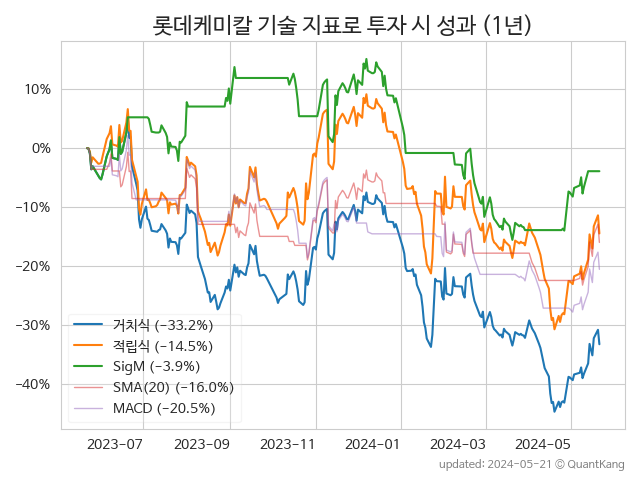 롯데케미칼 기술 지표로 투자 시 성과 (1년)
10%
0%
−10%
−20%
−30%
−40%
거치식 (−33.2%)
적립식 (−14.5%)
SigM (−3.9%)
SMA(20) (−16.0%)
MACD (−20.5%)
2023-07 2023-09 2023-11 2024-01 2024-03 2024-05
updated: 2024-05-21 © QuantKang